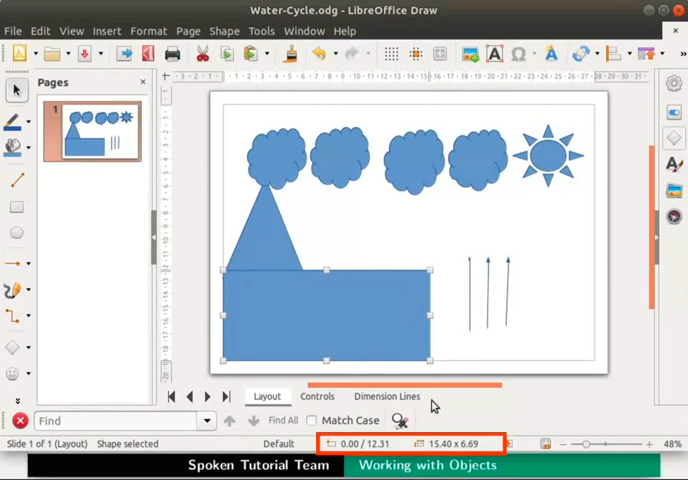 Water-Cycle.odg - LibreOffice Draw
File Edit View Insert Format Page Shape Tools Window Help
Pages
1
Layout Controls Dimension Lines
Find Find All Match Case
Slide 1 of 1 (Layout) Shape selected Default 0.00 / 12.31 15.40 x 6.69 48%
Spoken Tutorial Team Working with Objects